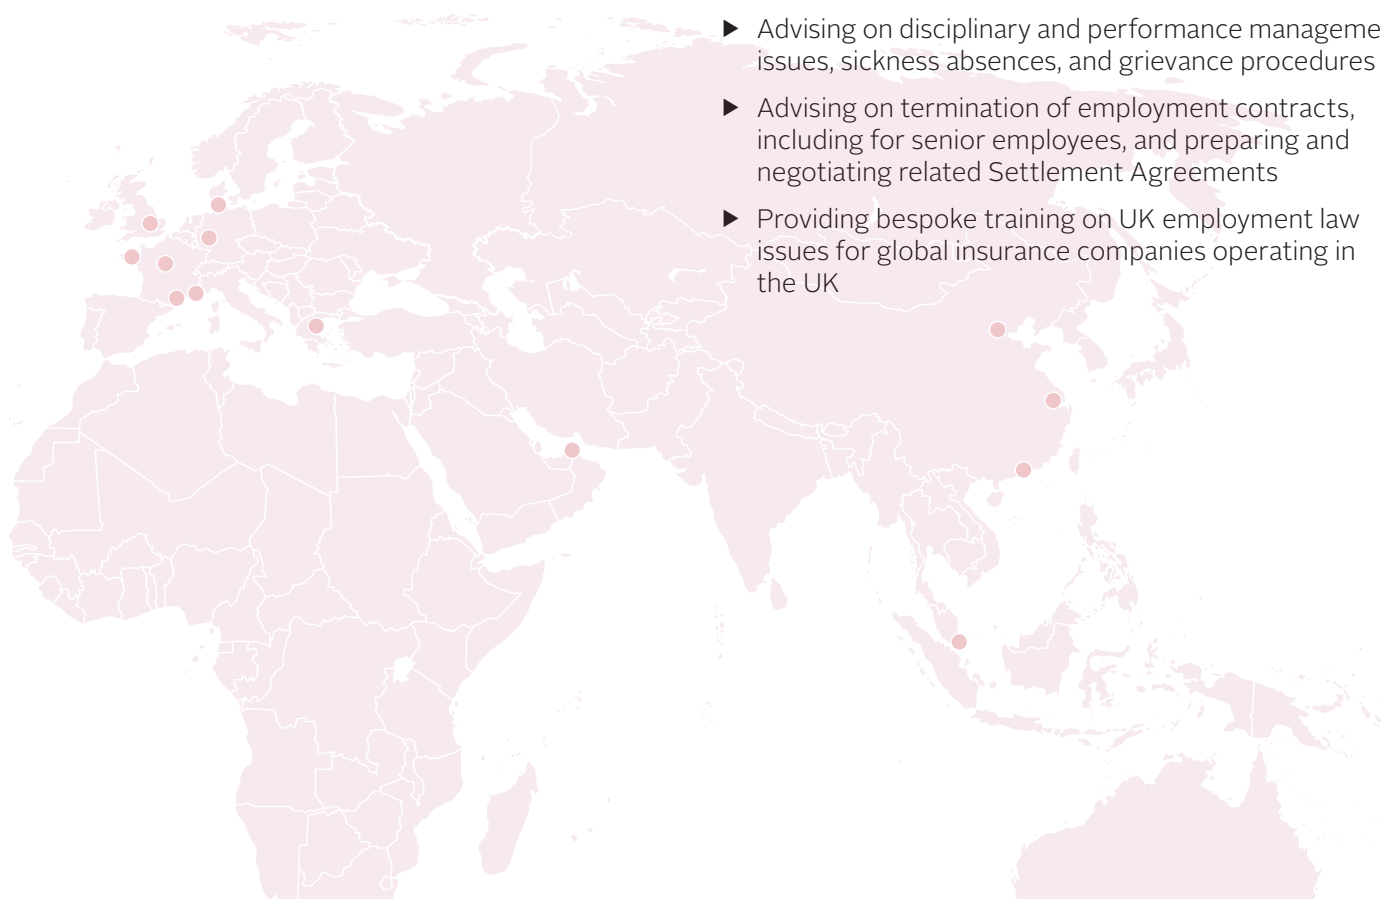 ▶ Advising on disciplinary and performance manageme
issues, sickness absences, and grievance procedures
▶ Advising on termination of employment contracts,
including for senior employees, and preparing and
negotiating related Settlement Agreements
▶ Providing bespoke training on UK employment law
issues for global insurance companies operating in
the UK